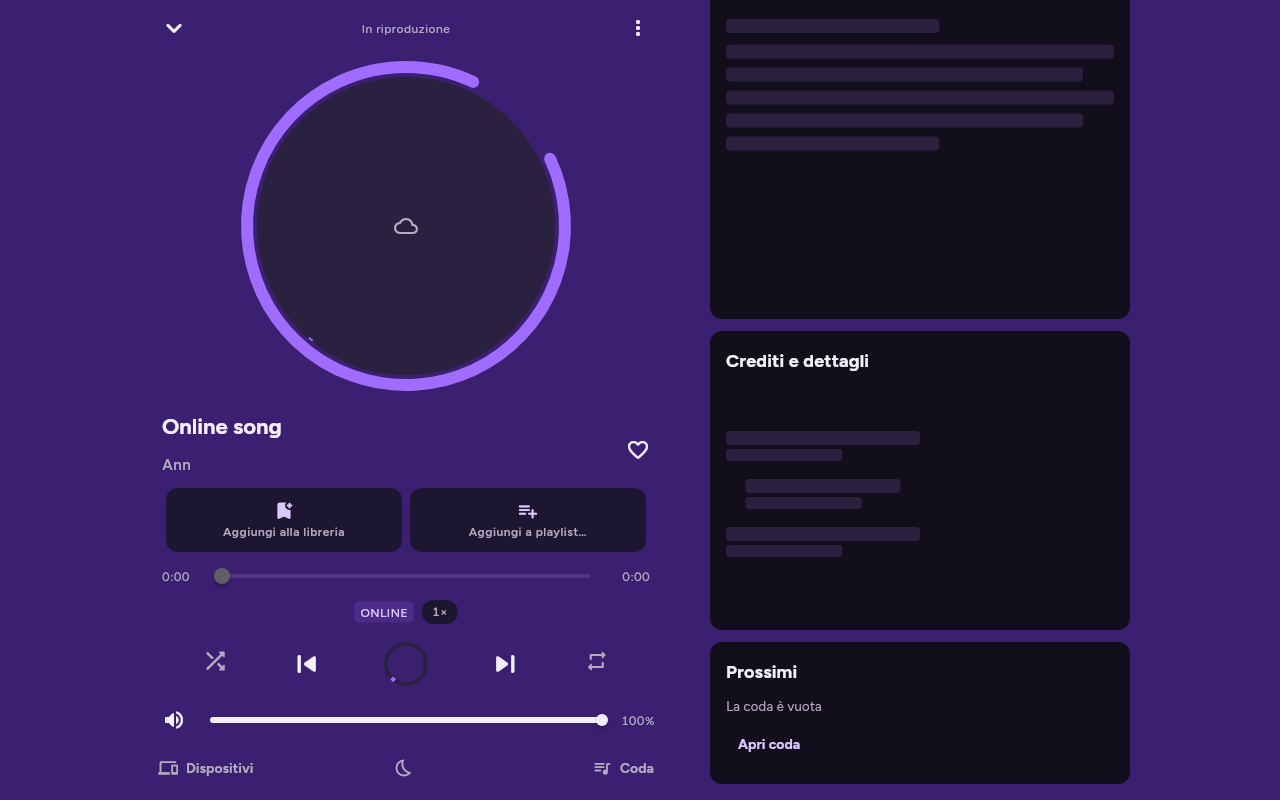 In riproduzione
Online song
Ann
Aggiungi alla libreria
Aggiungi a playlist…
0:00
0:00
ONLINE
1×
100%
Dispositivi
Coda
Crediti e dettagli
Prossimi
La coda è vuota
Apri coda